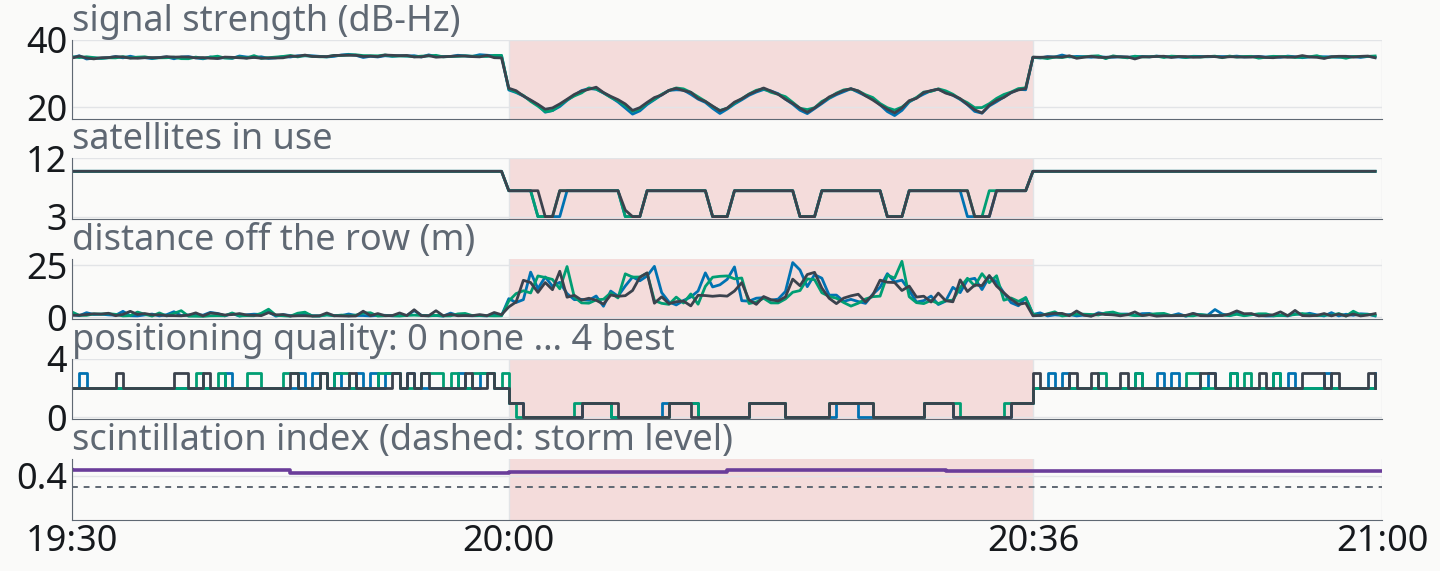 signal strength (dB-Hz)
40
20
satellites in use
12
3
distance off the row (m)
25
0
positioning quality: 0 none ... 4 best
4
0
scintillation index (dashed: storm level)
0.4
19:30 20:00 20:36 21:00